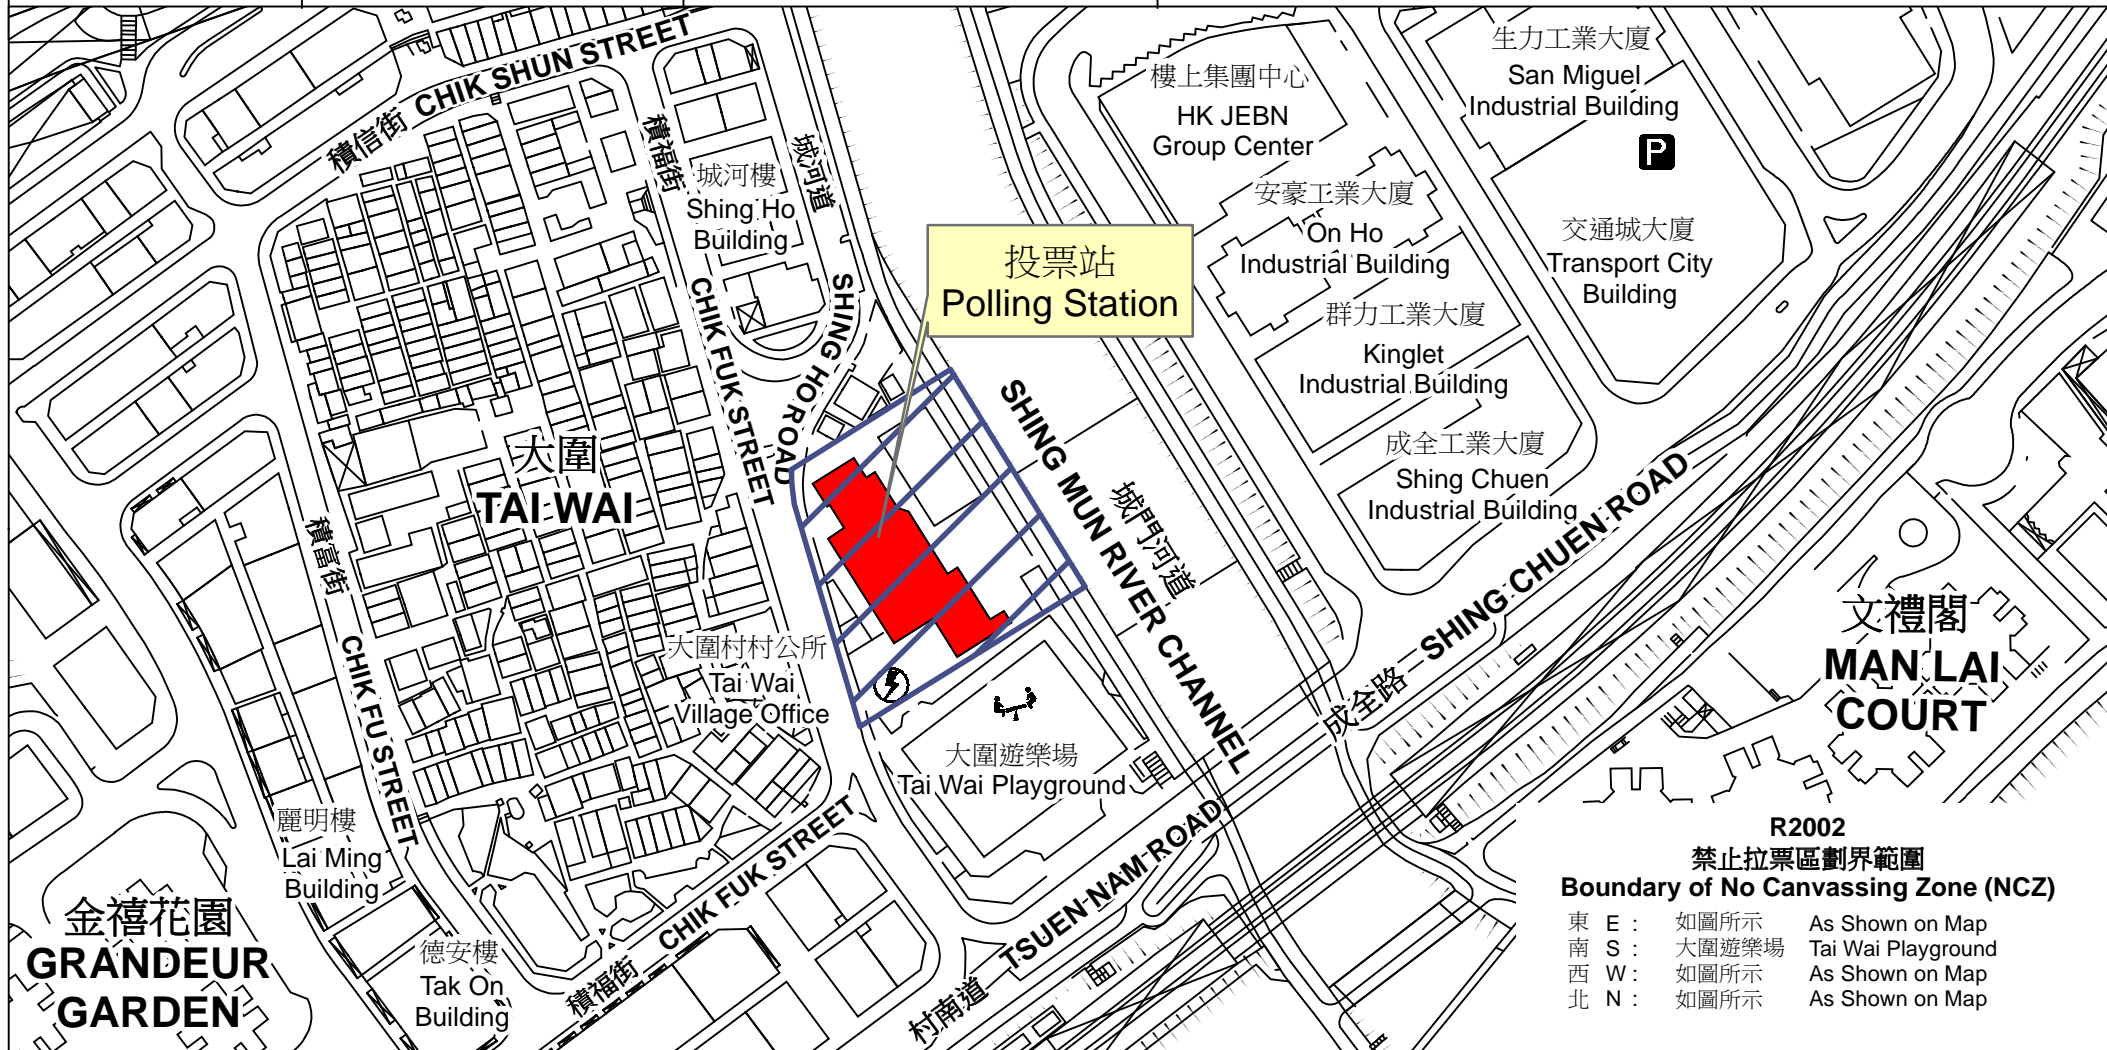 積信街 CHIK SHUN STREET
積福街
城河樓
Shing Ho
Building
城河道
SHING HO ROAD
CHIK FUK STREET
樓上集團中心
HK JEBN
Group Center
生力工業大廈
San Miguel
Industrial Building
P
安豪工業大廈
On Ho
Industrial Building
交通城大廈
Transport City
Building
投票站
Polling Station
群力工業大廈
Kinglet
Industrial Building
成全工業大廈
Shing Chuen
Industrial Building
大圍
TAI WAI
積富街
CHIK FU STREET
SHING MUN RIVER CHANNEL
城門河道
成全路 SHING CHUEN ROAD
文禮閣
MAN LAI
COURT
大圍村村公所
Tai Wai
Village Office
大圍遊樂場
Tai Wai Playground
麗明樓
Lai Ming
Building
金禧花園
GRANDEUR
GARDEN
德安樓
Tak On
Building
積福街 CHIK FUK STREET
村南道 TSUEN NAM ROAD
R2002
禁止拉票區劃界範圍
Boundary of No Canvassing Zone (NCZ)
東 E : 如圖所示 As Shown on Map
南 S : 大圍遊樂場 Tai Wai Playground
西 W : 如圖所示 As Shown on Map
北 N : 如圖所示 As Shown on Map